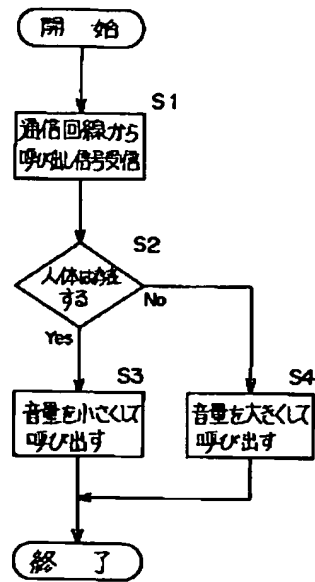 開始
S1
通信回線から
呼び出し信号受信
S2
人体は存在
する
No
Yes
S3
音量を小さくして
呼び出す
S4
音量を大きくして
呼び出す
終了